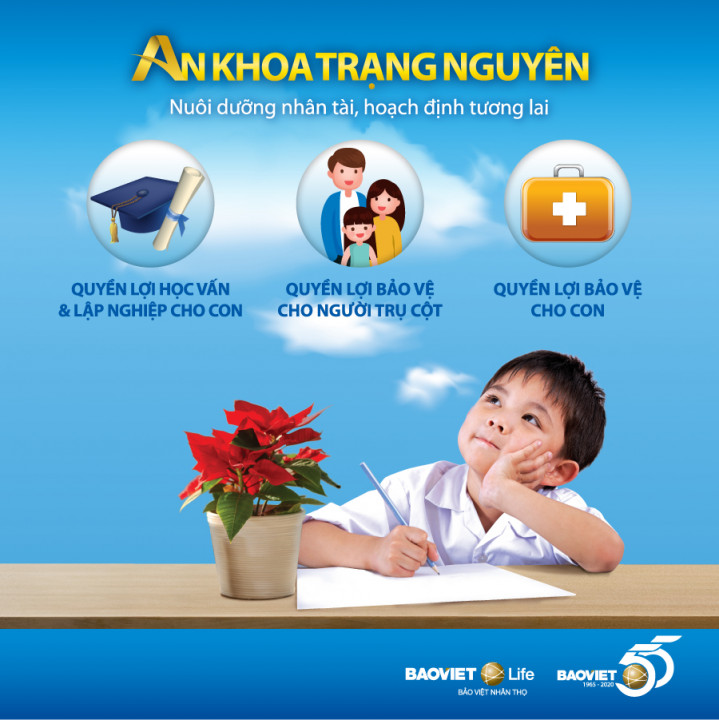 AN KHOA TRẠNG NGUYÊN
Nuôi dưỡng nhân tài, hoạch định tương lai
QUYỀN LỢI HỌC VẤN
& LẬP NGHIỆP CHO CON
QUYỀN LỢI BẢO VỆ
CHO NGƯỜI TRỤ CỘT
QUYỀN LỢI BẢO VỆ
CHO CON
BAOVIET Life
BẢO VIỆT NHÂN THỌ
BAOVIET 55
1965 - 2020